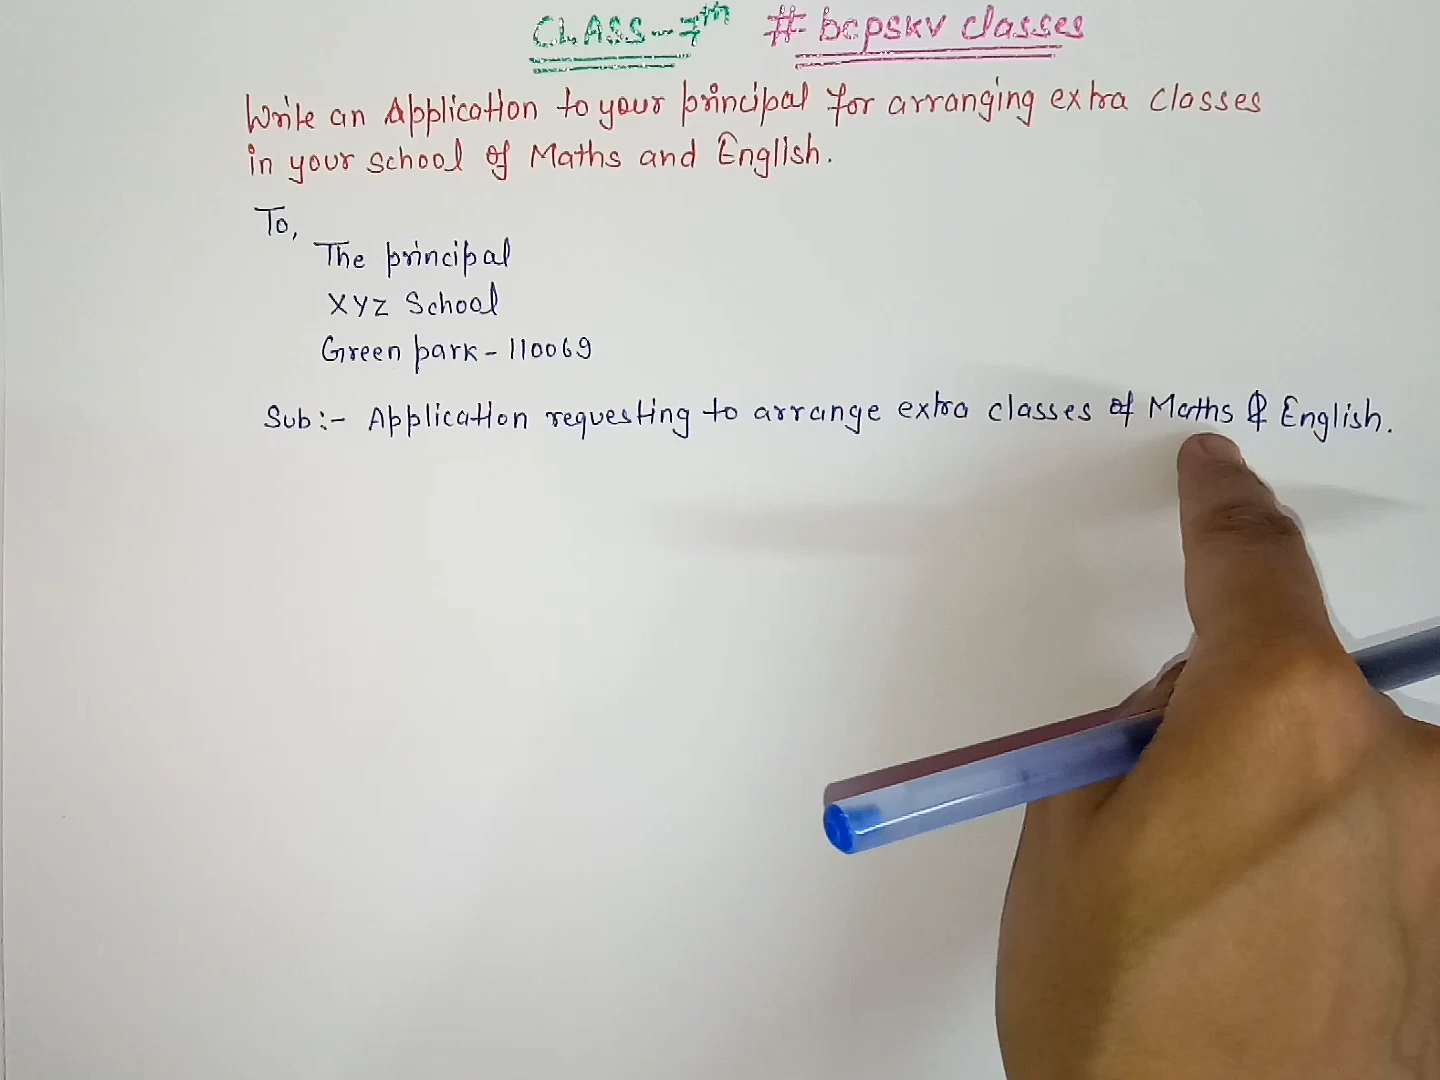 CLASS-7th # bcpskv classes
Write an Application to your principal for arranging extra classes
in your school of Maths and English.
To,
The principal
XYZ School
Green park - 110069
Sub:- Application requesting to arrange extra classes of Maths & English.